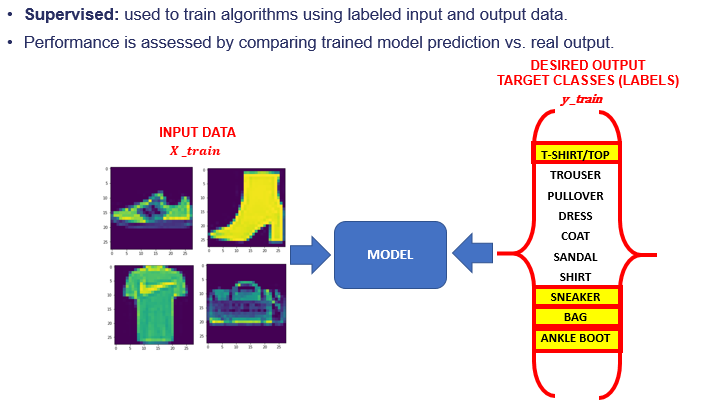 • Supervised: used to train algorithms using labeled input and output data.
• Performance is assessed by comparing trained model prediction vs. real output.
DESIRED OUTPUT
TARGET CLASSES (LABELS)
y_train
INPUT DATA
X_train
MODEL
T-SHIRT/TOP
TROUSER
PULLOVER
DRESS
COAT
SANDAL
SHIRT
SNEAKER
BAG
ANKLE BOOT